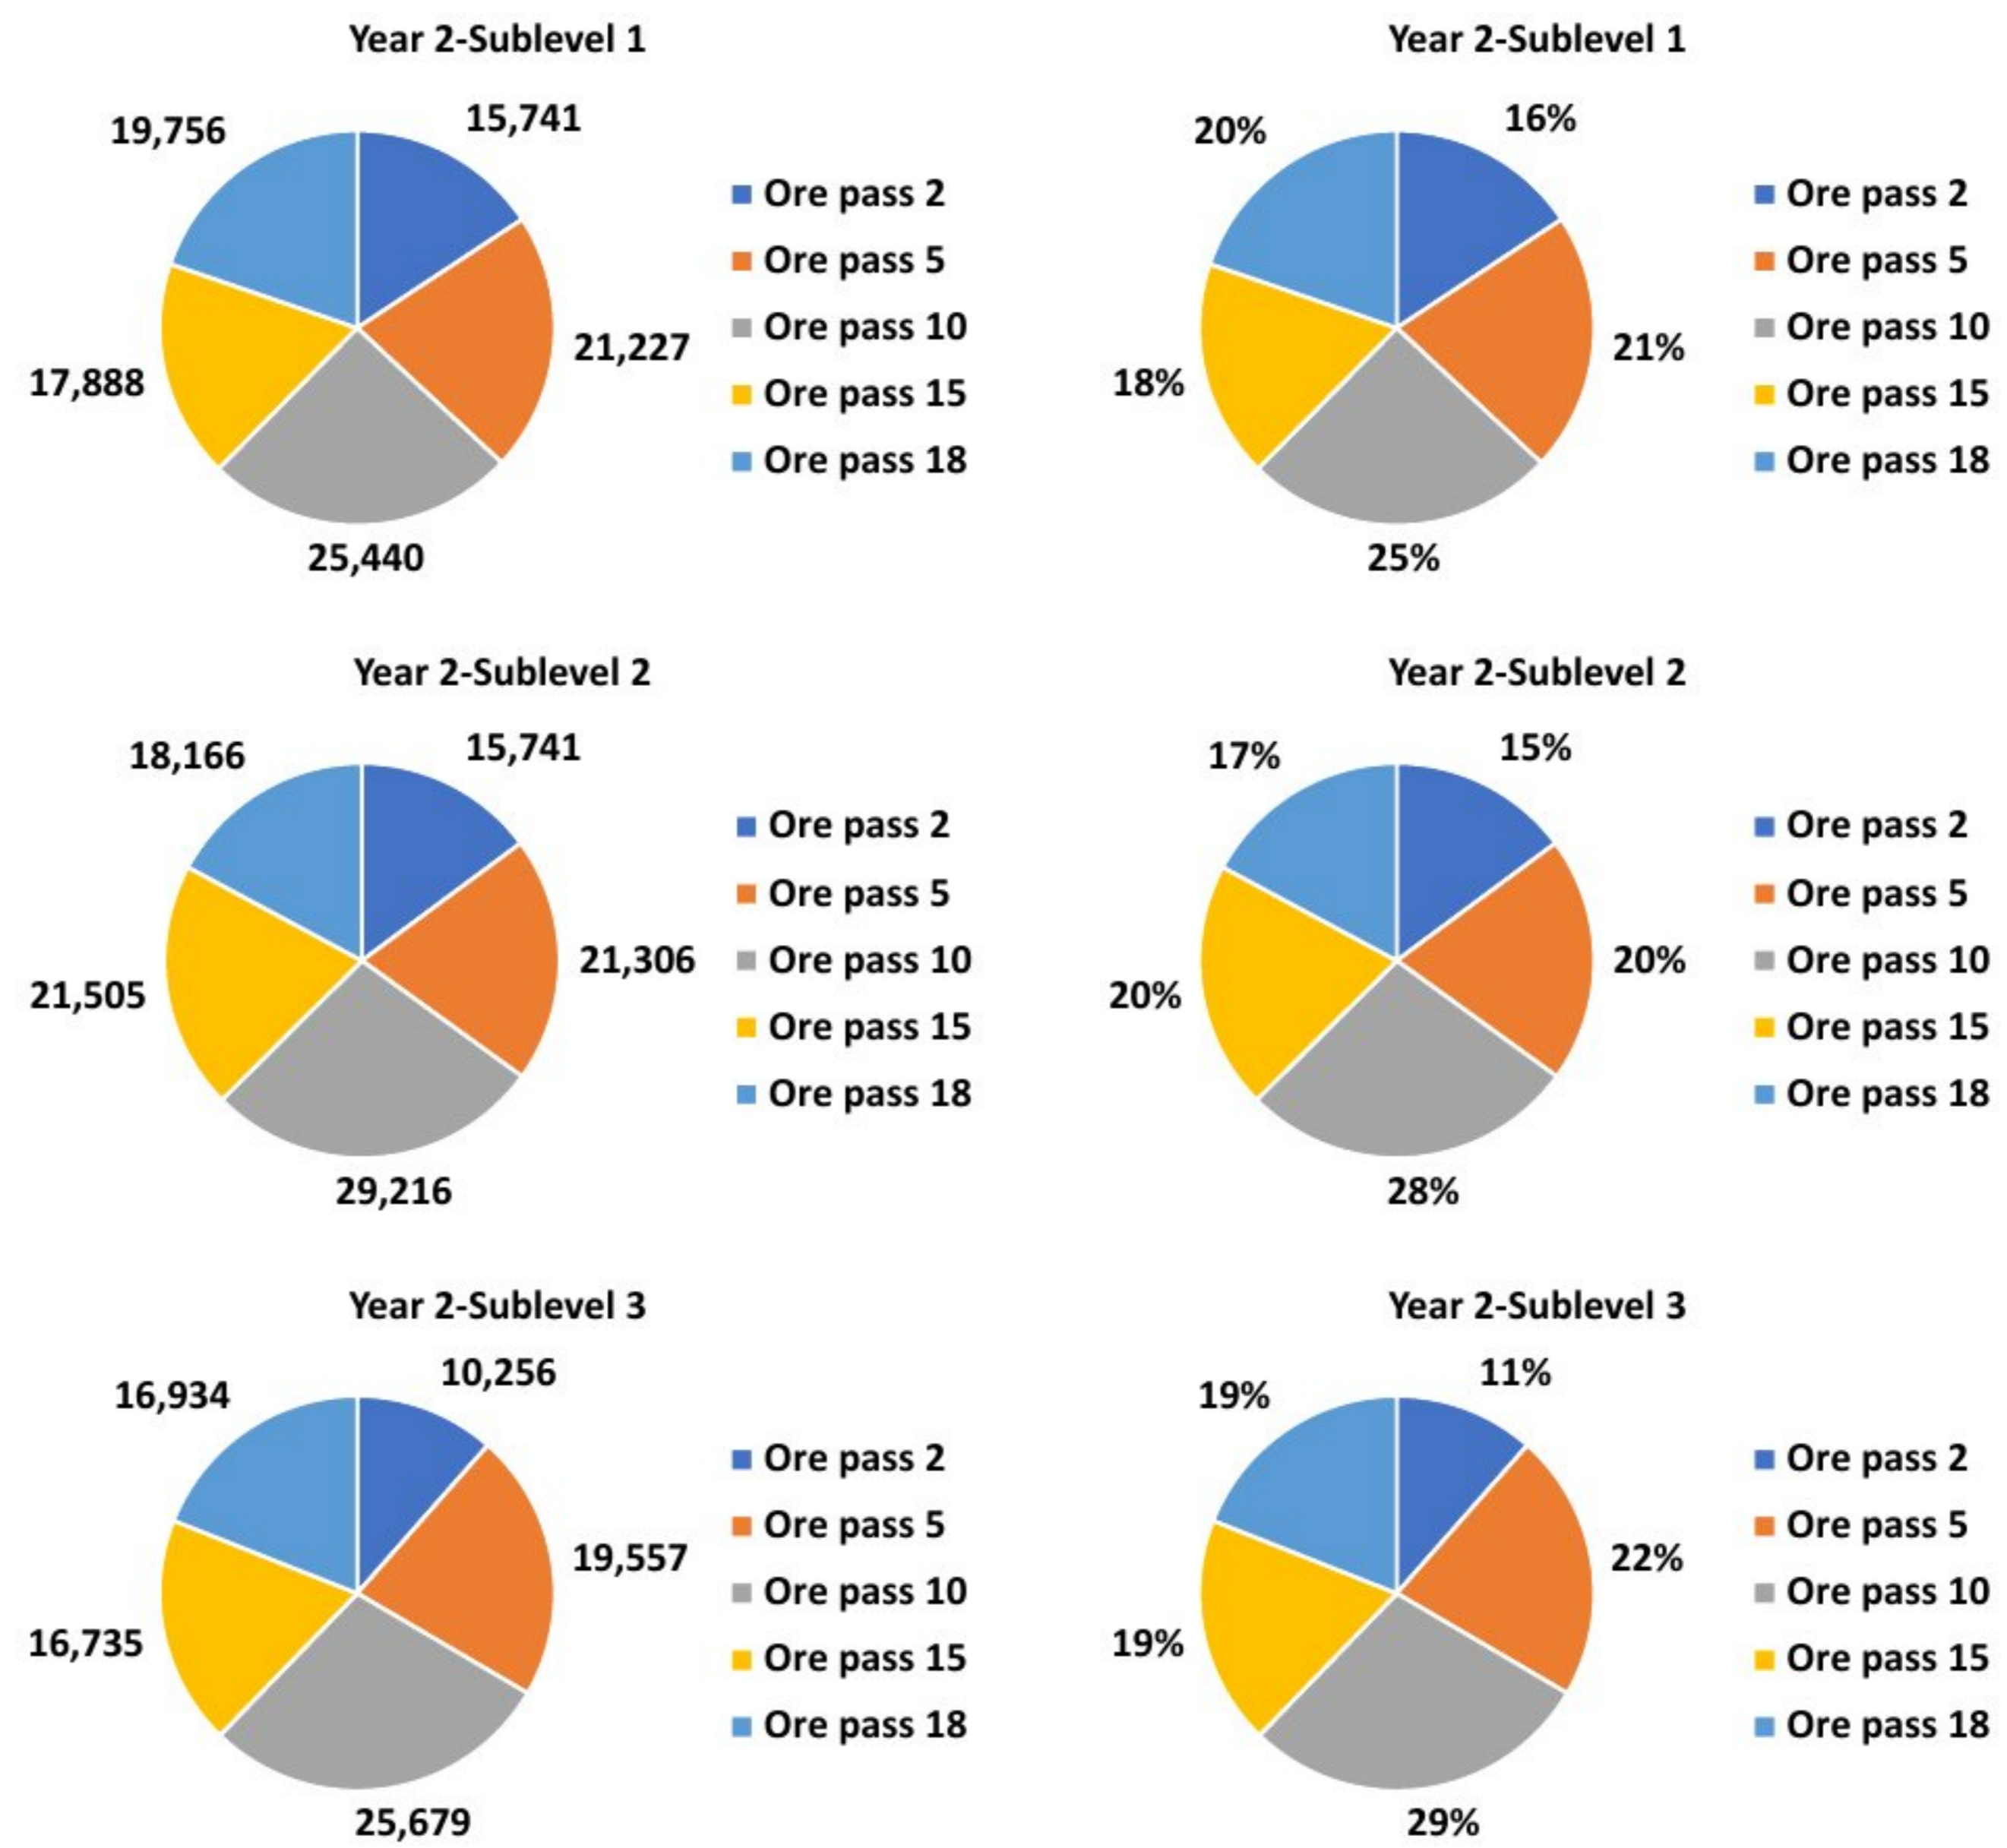 Year 2-Sublevel 1
19,756
15,741
21,227
17,888
25,440
Ore pass 2
Ore pass 5
Ore pass 10
Ore pass 15
Ore pass 18
Year 2-Sublevel 1
20%
16%
21%
18%
25%
Ore pass 2
Ore pass 5
Ore pass 10
Ore pass 15
Ore pass 18
Year 2-Sublevel 2
18,166
15,741
21,306
21,505
29,216
Ore pass 2
Ore pass 5
Ore pass 10
Ore pass 15
Ore pass 18
Year 2-Sublevel 2
17%
15%
20%
20%
28%
Ore pass 2
Ore pass 5
Ore pass 10
Ore pass 15
Ore pass 18
Year 2-Sublevel 3
16,934
10,256
19,557
16,735
25,679
Ore pass 2
Ore pass 5
Ore pass 10
Ore pass 15
Ore pass 18
Year 2-Sublevel 3
19%
11%
22%
19%
29%
Ore pass 2
Ore pass 5
Ore pass 10
Ore pass 15
Ore pass 18